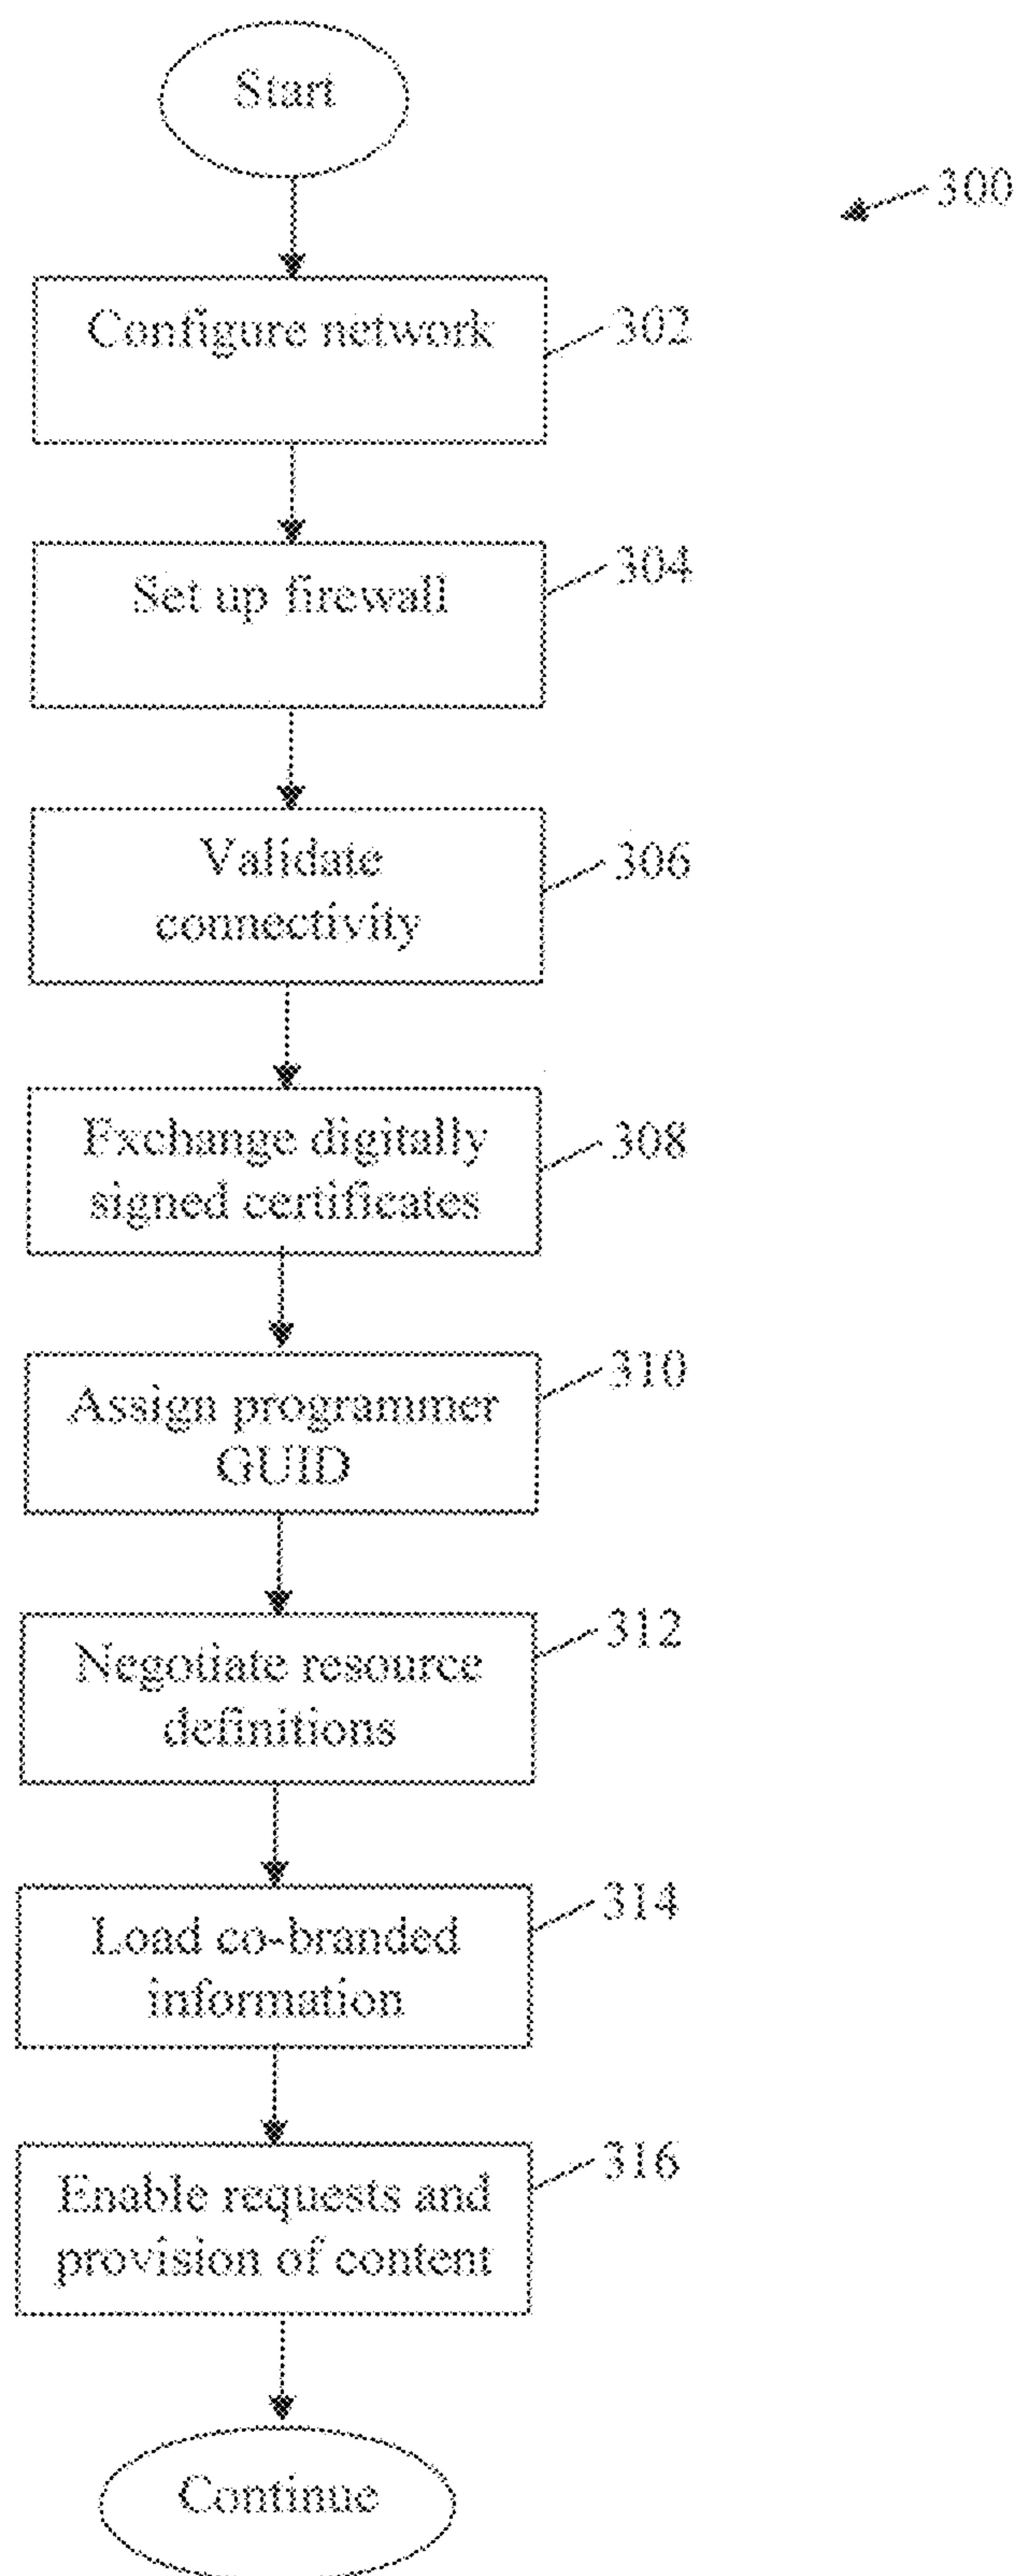 Start
300
Configure network
302
Set up firewall
304
Validate
connectivity
306
Exchange digitally
signed certificates
308
Assign programmer
GUID
310
Negotiate resource
definitions
312
Load co-branded
information
314
Enable requests and
provision of content
316
Continue